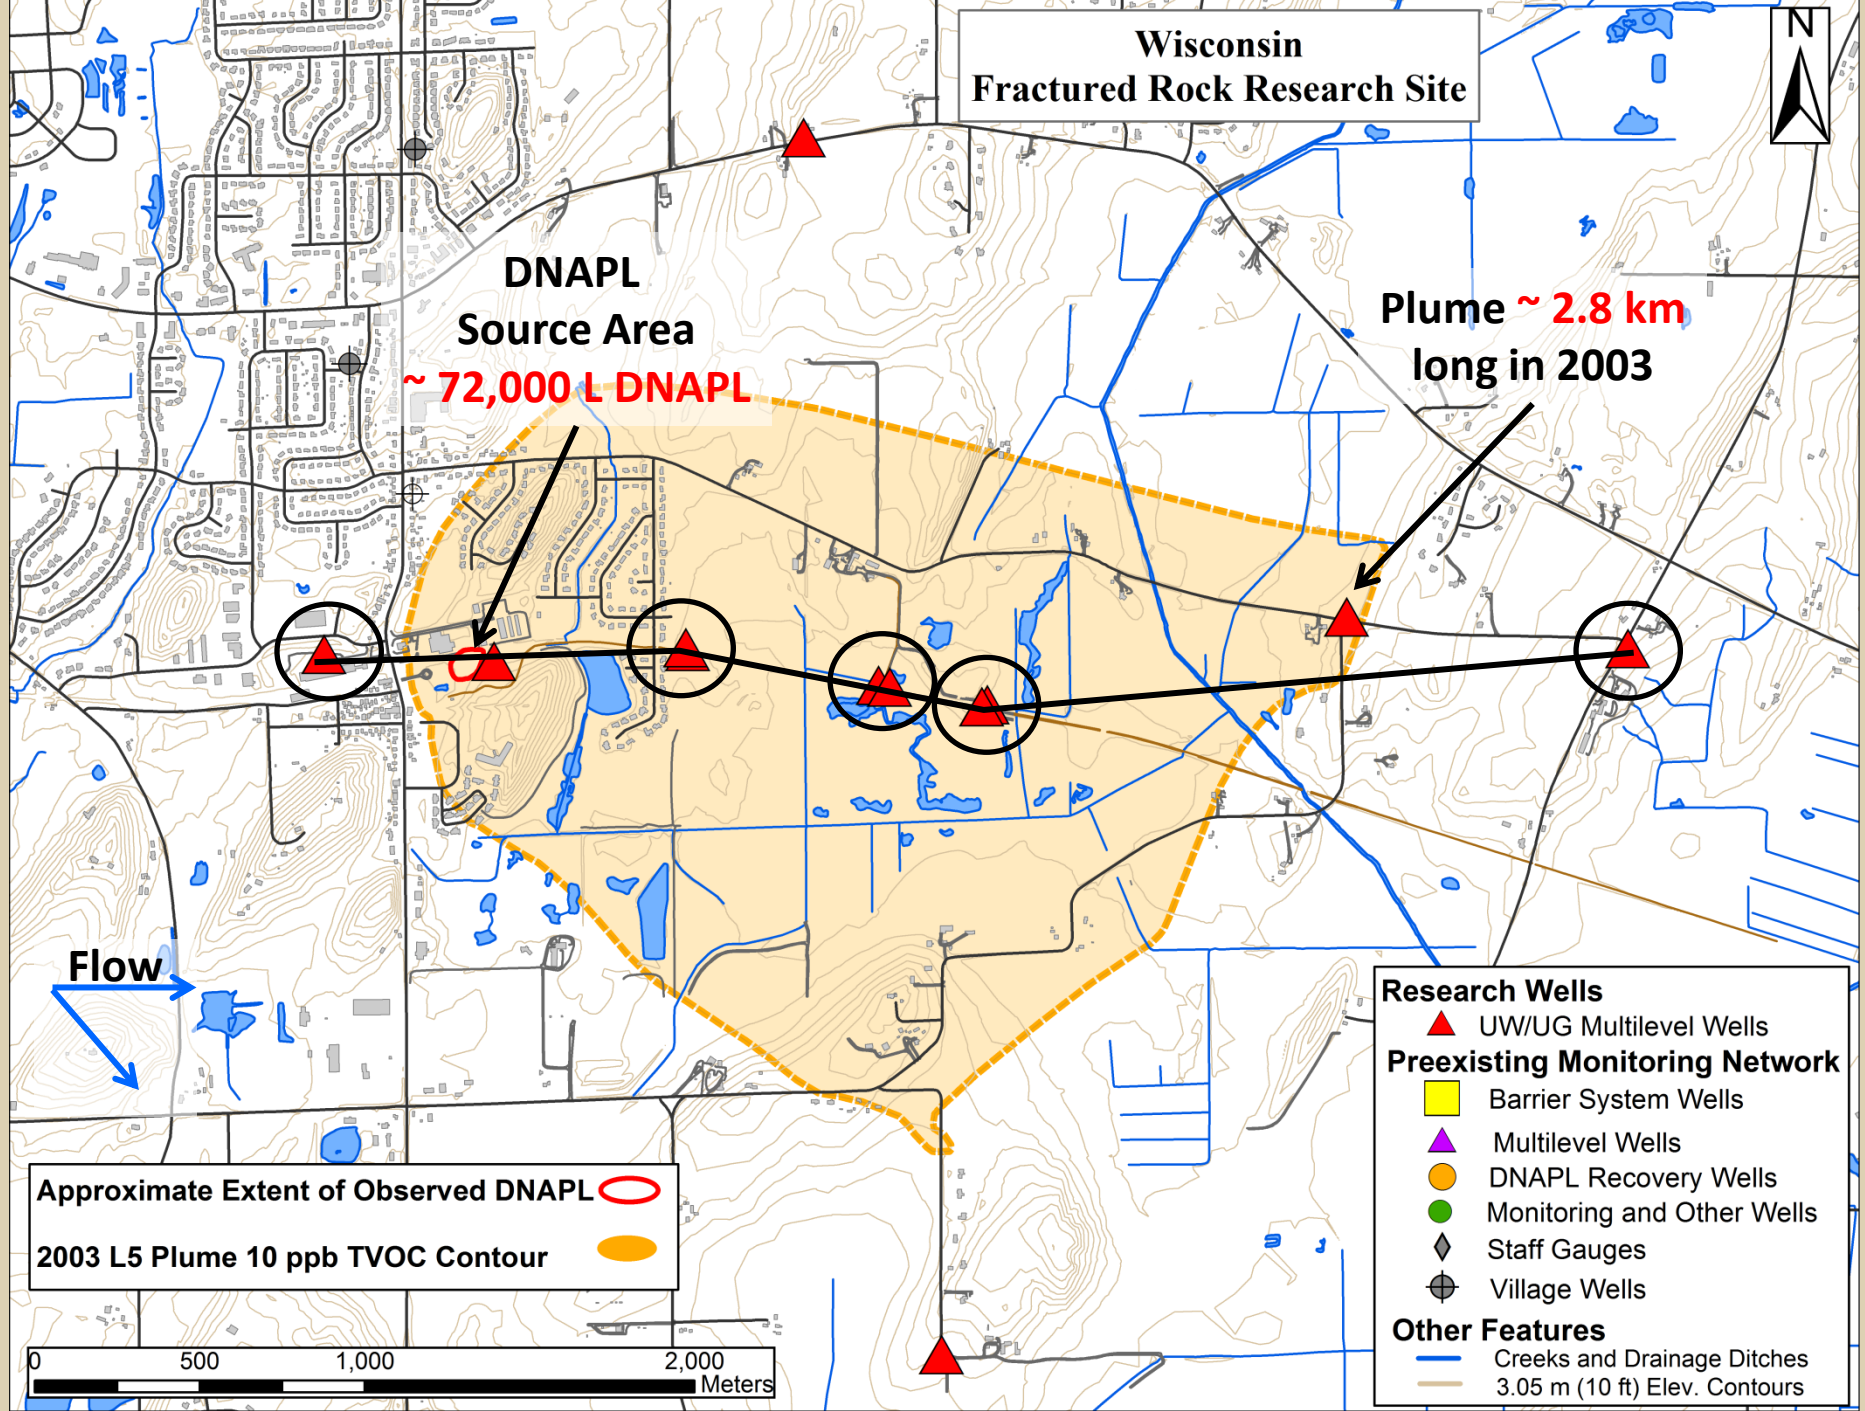 Wisconsin
Fractured Rock Research Site
N
DNAPL
Source Area
~ 72,000 L DNAPL
Plume ~ 2.8 km
long in 2003
Flow
Approximate Extent of Observed DNAPL
2003 L5 Plume 10 ppb TVOC Contour
0 500 1,000 2,000
Meters
Research Wells
UW/UG Multilevel Wells
Preexisting Monitoring Network
Barrier System Wells
Multilevel Wells
DNAPL Recovery Wells
Monitoring and Other Wells
Staff Gauges
Village Wells
Other Features
Creeks and Drainage Ditches
3.05 m (10 ft) Elev. Contours